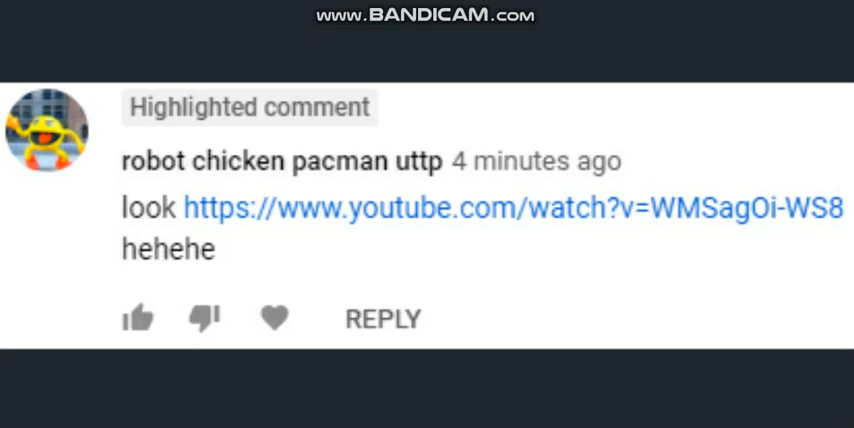 www.BANDICAM.com
Highlighted comment
robot chicken pacman uttp 4 minutes ago
look https://www.youtube.com/watch?v=WMSagOi-WS8
hehehe
REPLY